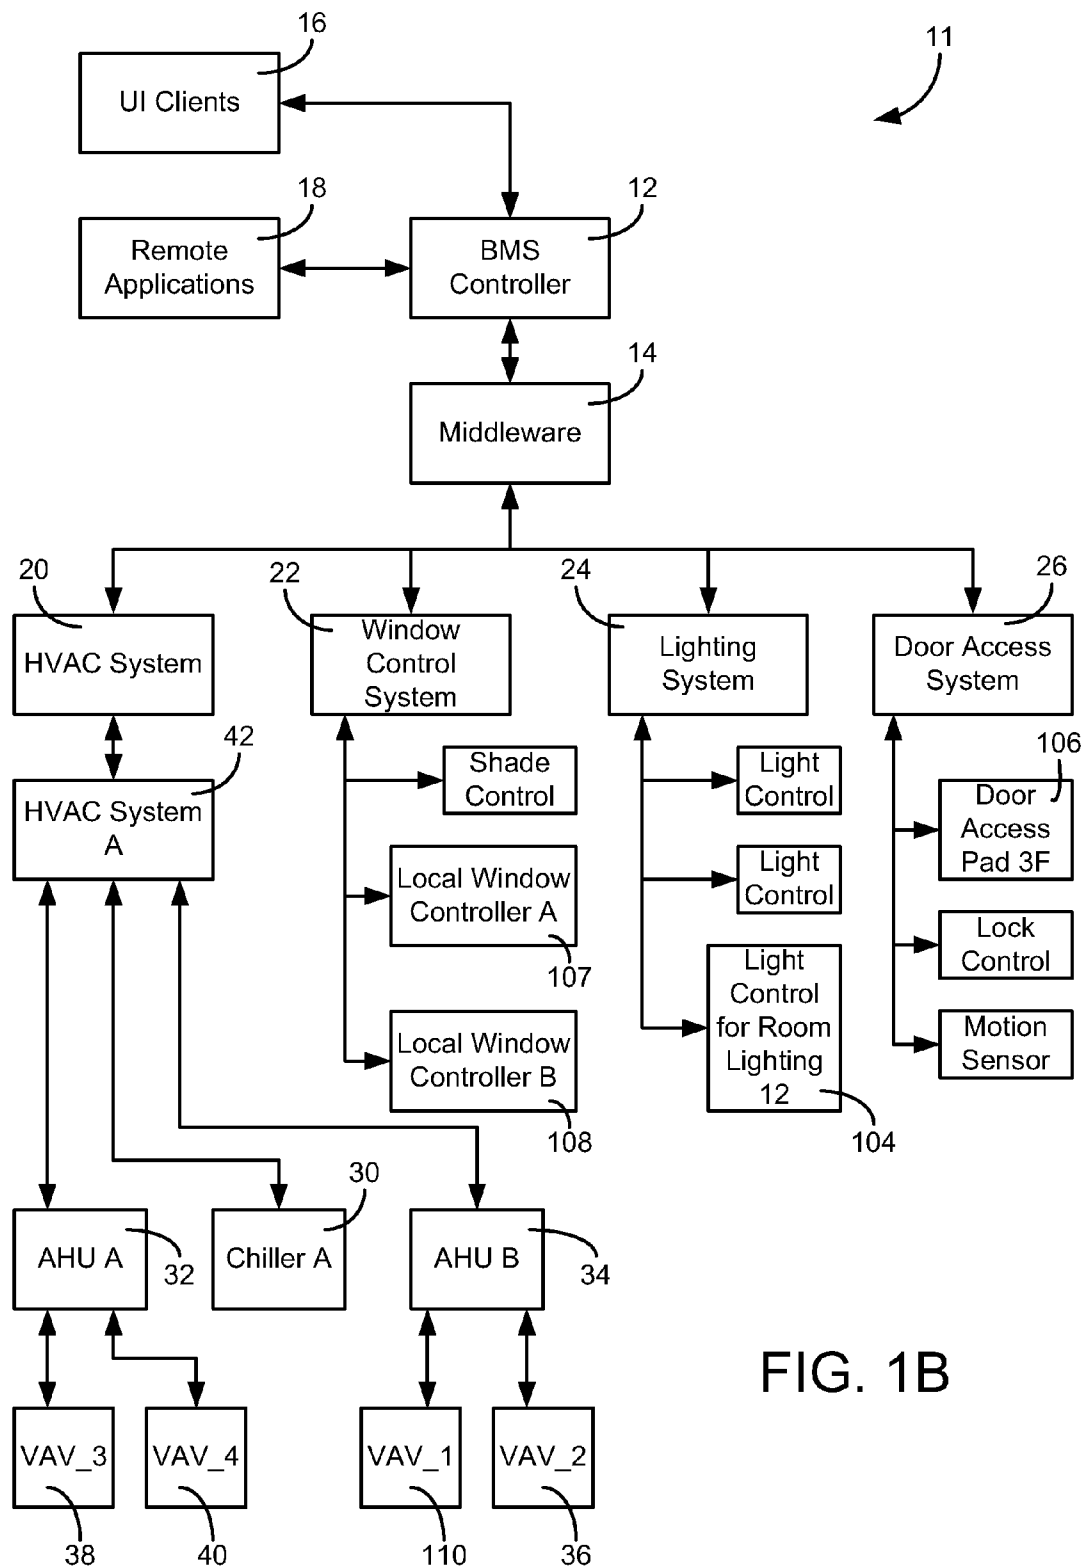 16
11
UI Clients
18
12
Remote
Applications
BMS
Controller
14
Middleware
20
22
24
26
HVAC System
Window
Control
System
Lighting
System
Door Access
System
42
106
HVAC System
A
Shade
Control
Light
Control
Door
Access
Pad 3F
Local Window
Controller A
107
Light
Control
Lock
Control
Local Window
Controller B
108
Light
Control
for Room
Lighting
12
104
Motion
Sensor
30
AHU A
32
Chiller A
AHU B
34
FIG. 1B
VAV_3
VAV_4
VAV_1
VAV_2
38
40
110
36